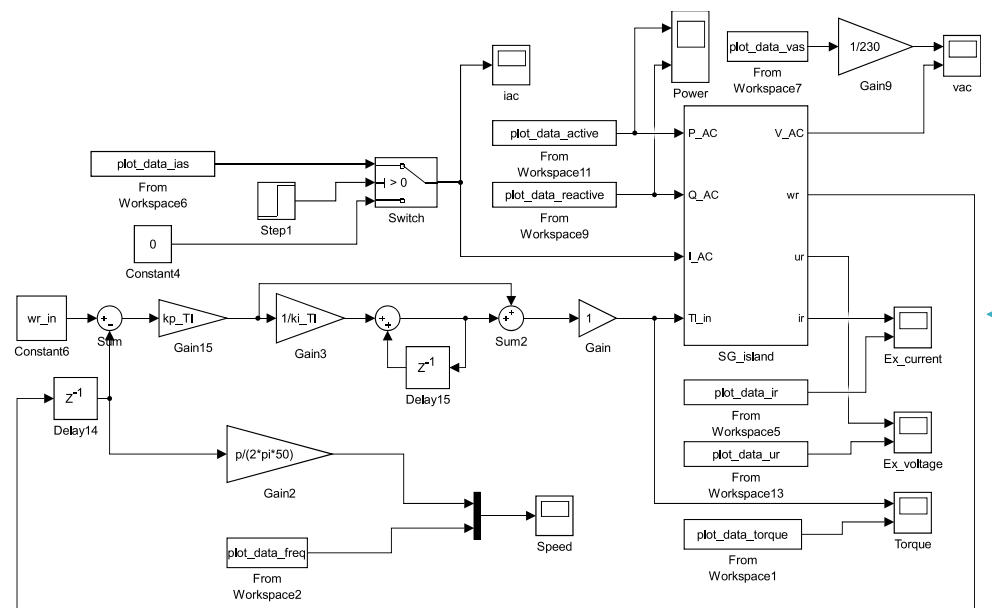 plot_data_vas
From
Workspace7
1/230
Gain9
vac
iac
Power
plot_data_active
From
Workspace11
plot_data_reactive
From
Workspace9
P_AC
Q_AC
I_AC
TI_in
V_AC
wr
ur
ir
SG_island
plot_data_ias
From
Workspace6
Step1
> 0
Switch
0
Constant4
wr_in
Constant6
+
-
Sum
kp_TI
Gain15
1/ki_TI
Gain3
+
+
Z-1
Delay15
+
+
Sum2
1
Gain
Z-1
Delay14
p/(2*pi*50)
Gain2
plot_data_freq
From
Workspace2
Speed
Ex_current
plot_data_ir
From
Workspace5
plot_data_ur
From
Workspace13
Ex_voltage
plot_data_torque
From
Workspace1
Torque